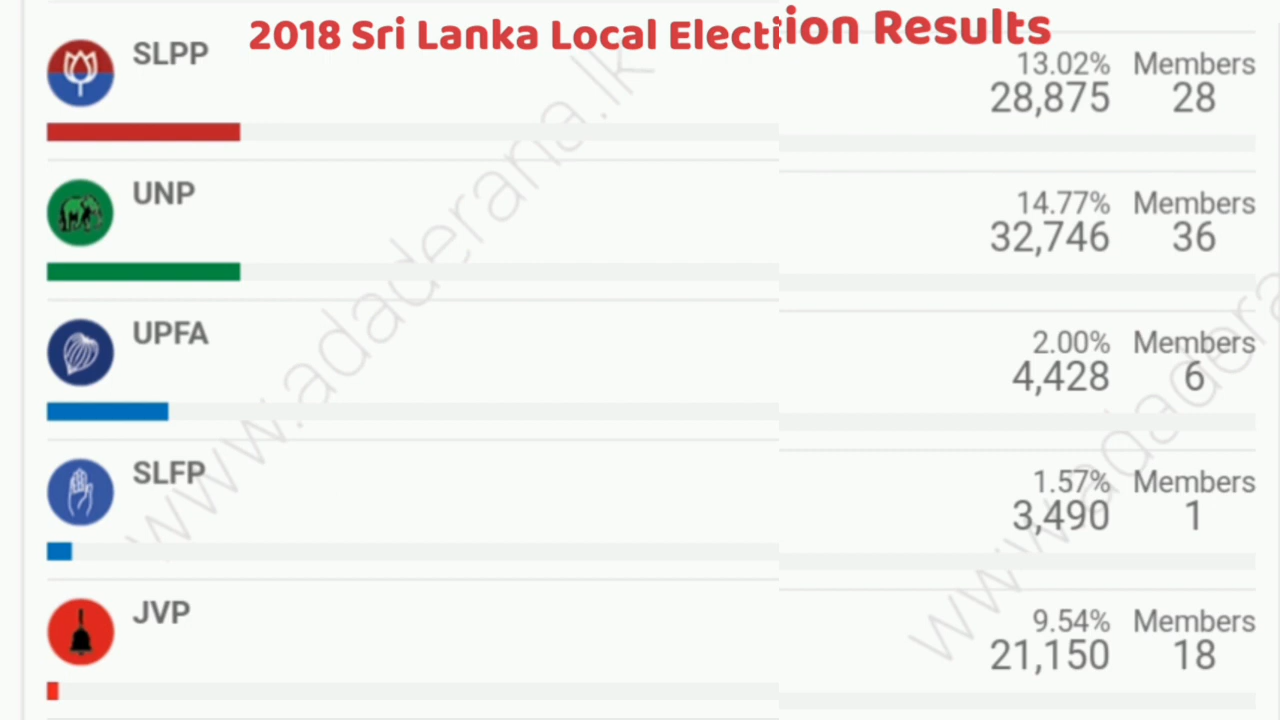 2018 Sri Lanka Local Election Results
SLPP
13.02% Members
28,875 28
UNP
14.77% Members
32,746 36
UPFA
2.00% Members
4,428 6
SLFP
1.57% Members
3,490 1
JVP
9.54% Members
21,150 18
www.adaderana.lk
www.adadera